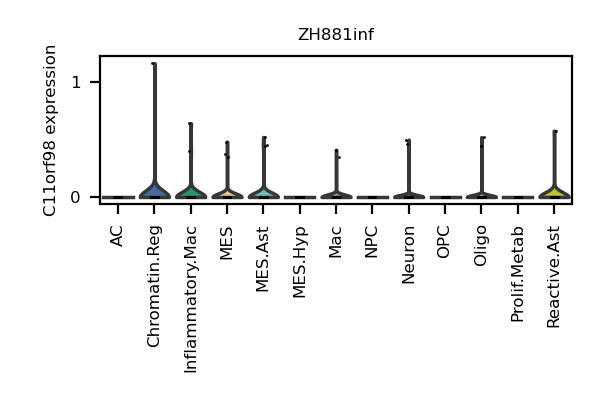 ZH881inf
C11orf98 expression
1
0
AC
Chromatin.Reg
Inflammatory.Mac
MES
MES.Ast
MES.Hyp
Mac
NPC
Neuron
OPC
Oligo
Prolif.Metab
Reactive.Ast